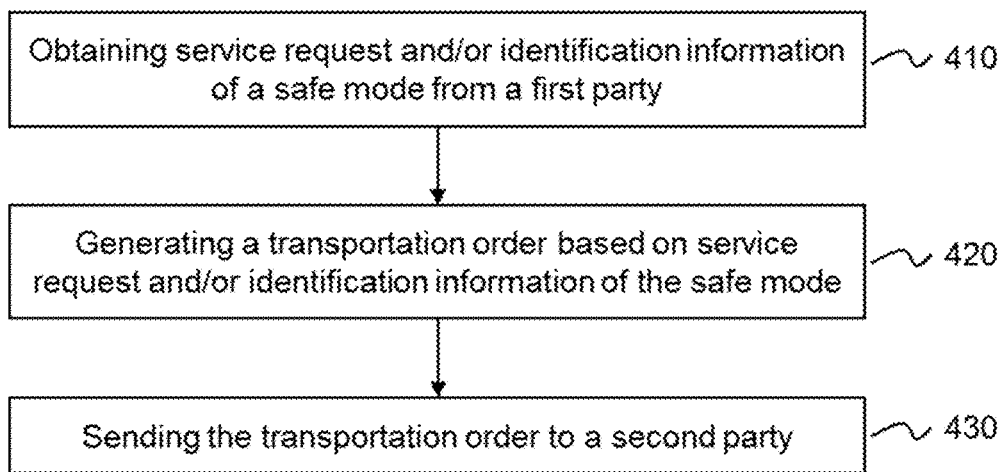 Obtaining service request and/or identification information
of a safe mode from a first party
410
Generating a transportation order based on service
request and/or identification information of the safe mode
420
Sending the transportation order to a second party
430